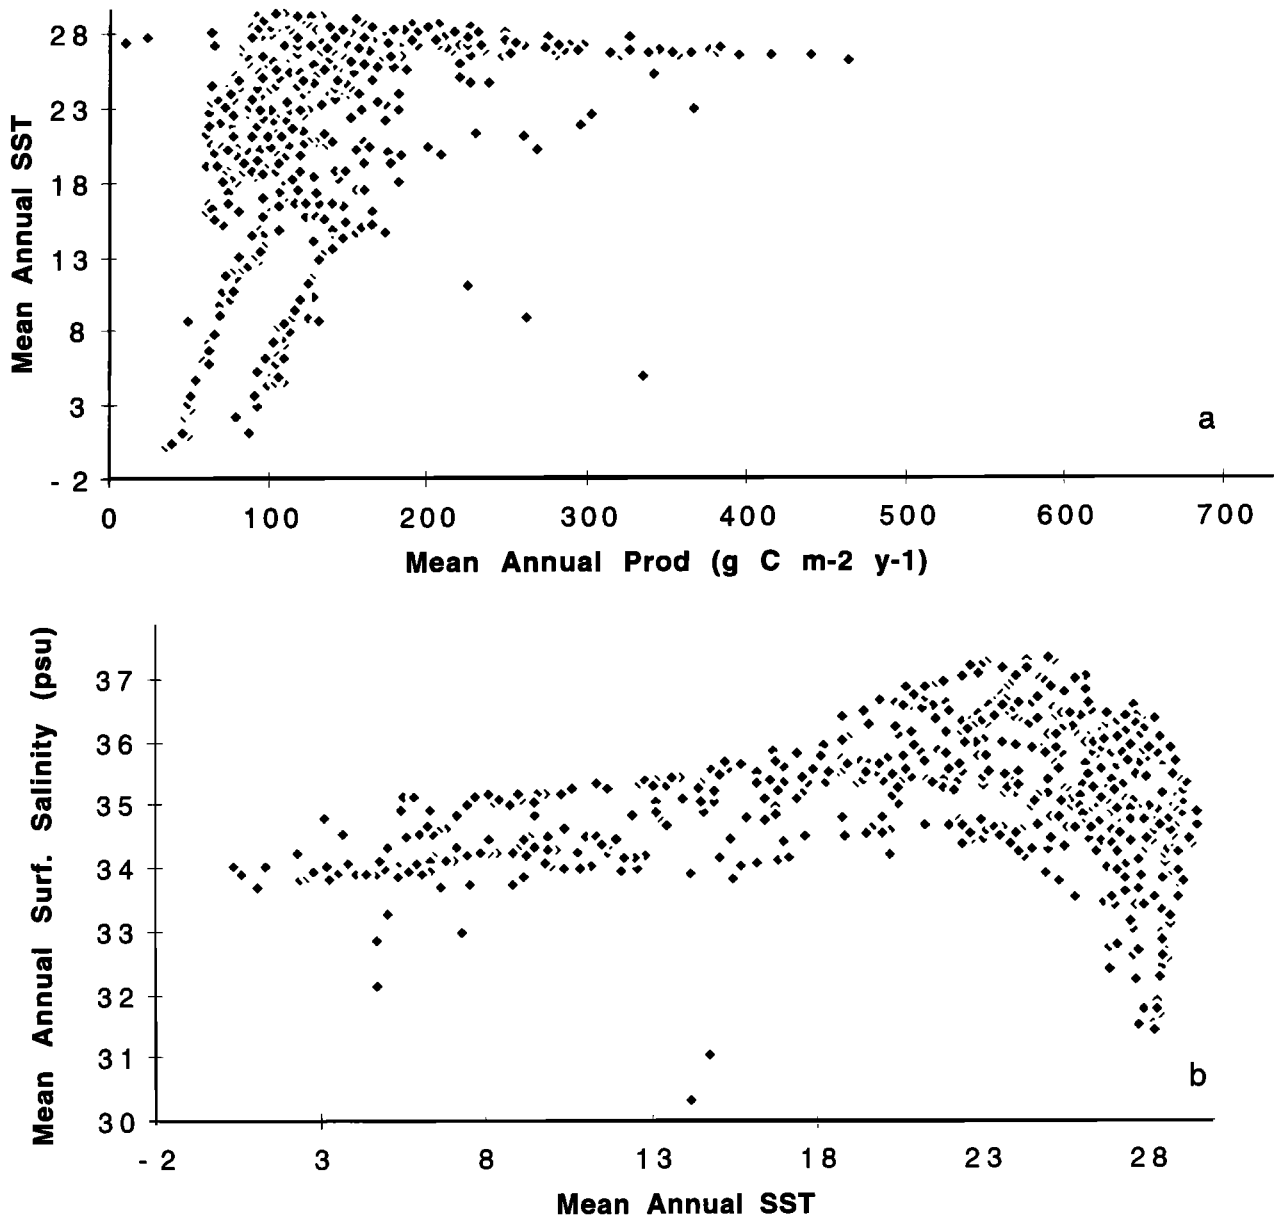 Mean Annual SST
28
23
18
13
8
3
- 2
0 100 200 300 400 500 600 700
Mean Annual Prod (g C m-2 y-1)
a
Mean Annual Surf. Salinity (psu)
37
36
35
34
33
32
31
30
- 2 3 8 13 18 23 28
Mean Annual SST
b